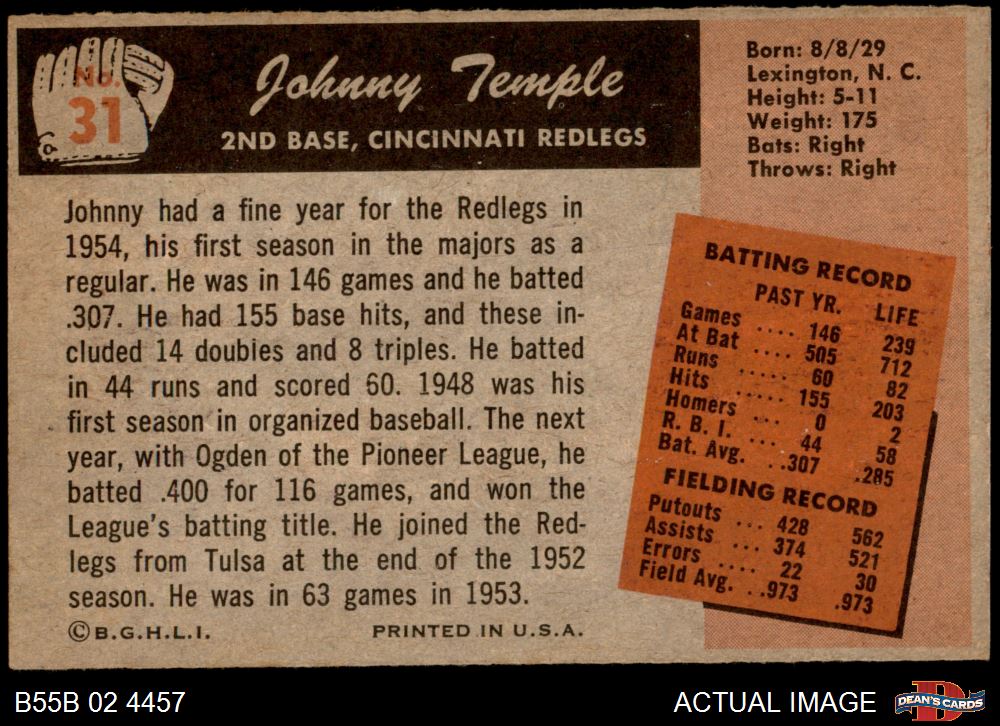 No.
31
Johnny Temple
2ND BASE, CINCINNATI REDLEGS
Born: 8/8/29
Lexington, N. C.
Height: 5-11
Weight: 175
Bats: Right
Throws: Right
Johnny had a fine year for the Redlegs in
1954, his first season in the majors as a
regular. He was in 146 games and he batted
.307. He had 155 base hits, and these in-
cluded 14 doubles and 8 triples. He batted
in 44 runs and scored 60. 1948 was his
first season in organized baseball. The next
year, with Ogden of the Pioneer League, he
batted .400 for 116 games, and won the
League's batting title. He joined the Red-
legs from Tulsa at the end of the 1952
season. He was in 63 games in 1953.
©B.G.H.L.I. PRINTED IN U.S.A.
BATTING RECORD
PAST YR. LIFE
Games .... 146 239
At Bat .... 505 712
Runs ..... 60 82
Hits ..... 155 203
Homers ... 0 2
R. B. I. ... 44 58
Bat. Avg. ..307 .285
FIELDING RECORD
Putouts ... 428 562
Assists ... 374 521
Errors .... 22 30
Field Avg. ..973 .973
B55B 02 4457
ACTUAL IMAGE
D
DEAN'S CARDS